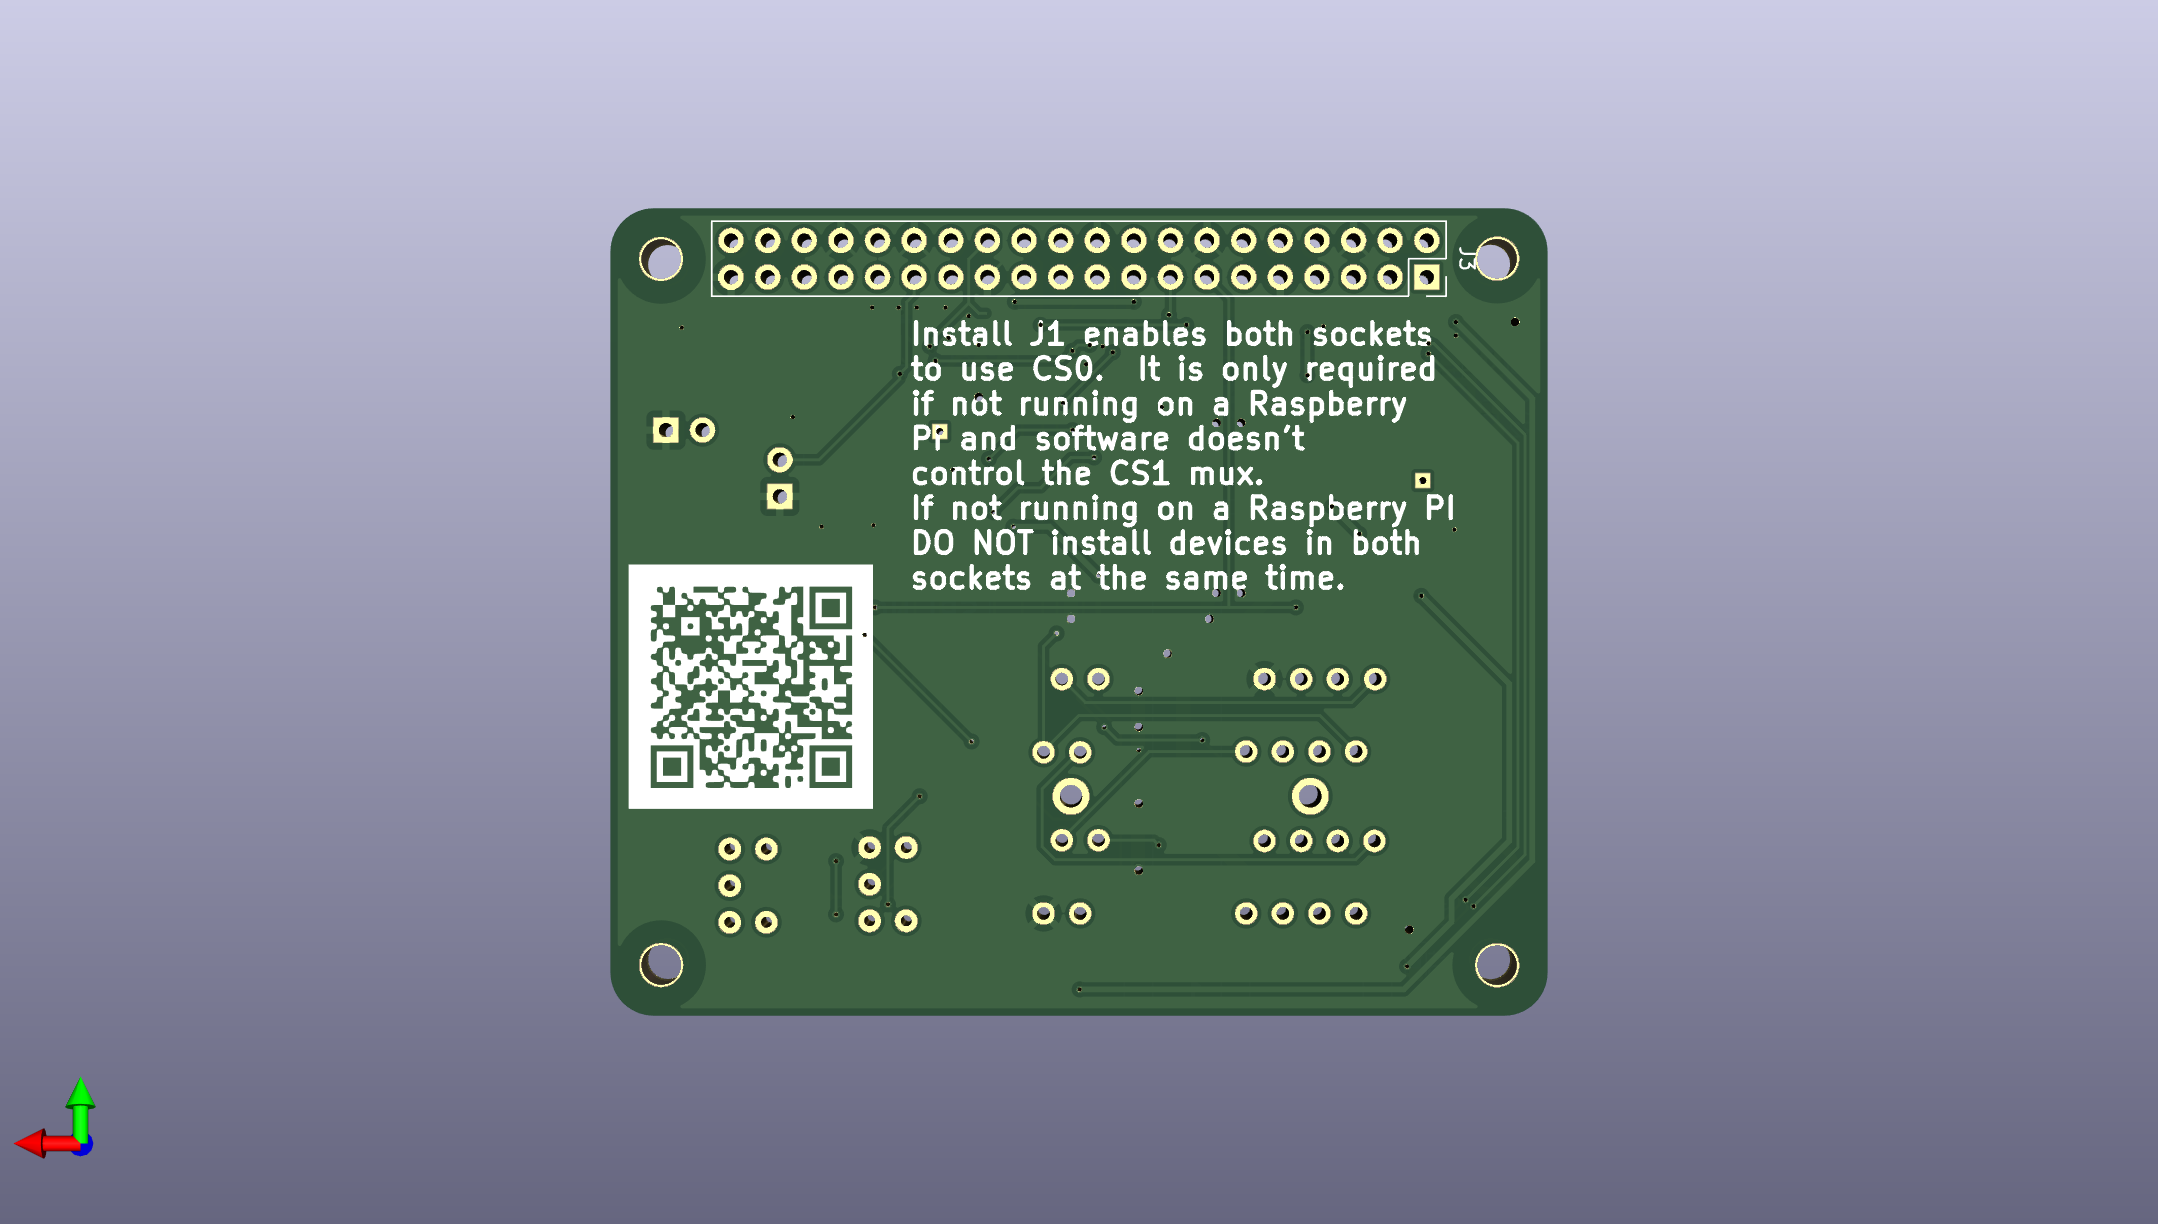 J3
Install J1 enables both sockets
to use CS0.  It is only required
if not running on a Raspberry
Pi and software doesn't
control the CS1 mux.
If not running on a Raspberry PI
DO NOT install devices in both
sockets at the same time.